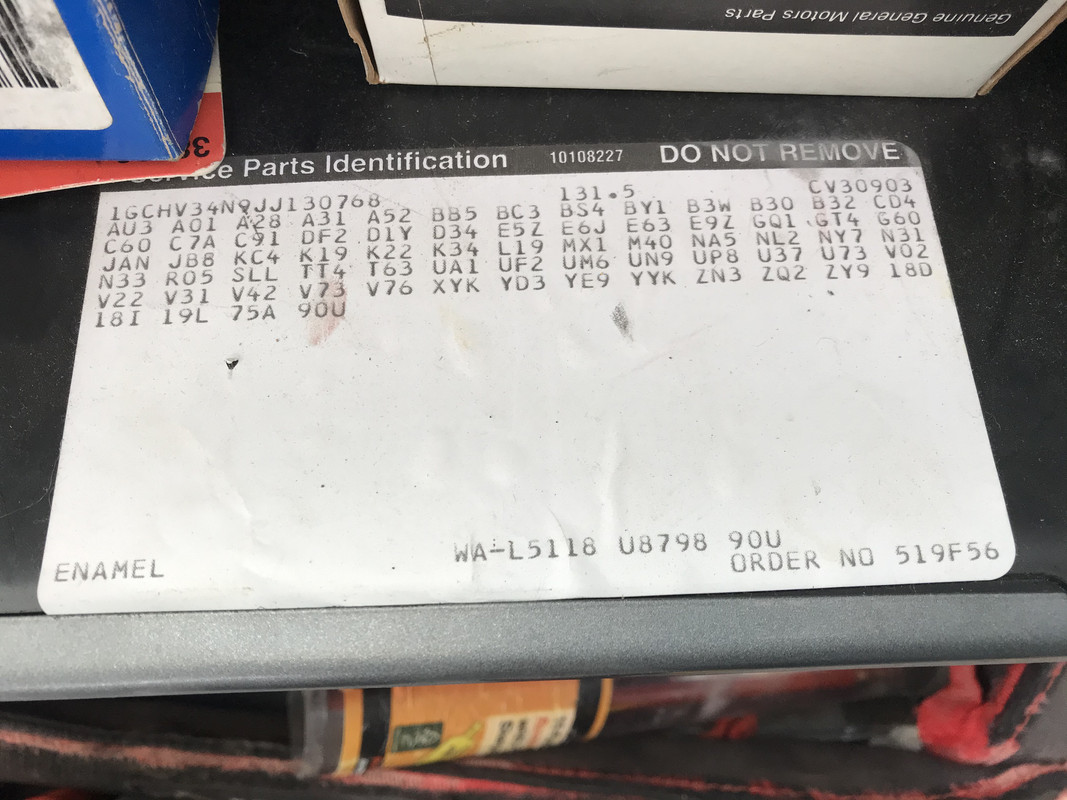 Genuine General Motors Parts
38
Service Parts Identification 10108227 DO NOT REMOVE
1GCHV34N9JJ130768 131.5 CV30903
AU3 A01 A28 A31 A52 BB5 BC3 BS4 BY1 B3W B30 B32 CD4
C60 C7A C91 DF2 D1Y D34 E5Z E6J E63 E9Z GQ1 GT4 G60
JAN JB8 KC4 K19 K22 K34 L19 MX1 M40 NA5 NL2 NY7 N31
N33 R05 SLL TT4 T63 UA1 UF2 UM6 UN9 UP8 U37 U73 V02
V22 V31 V42 V73 V76 XYK YD3 YE9 YYK ZN3 ZQ2 ZY9 18D
18I 19L 75A 90U
WA-L5118 U8798 90U
ENAMEL ORDER NO 519F56